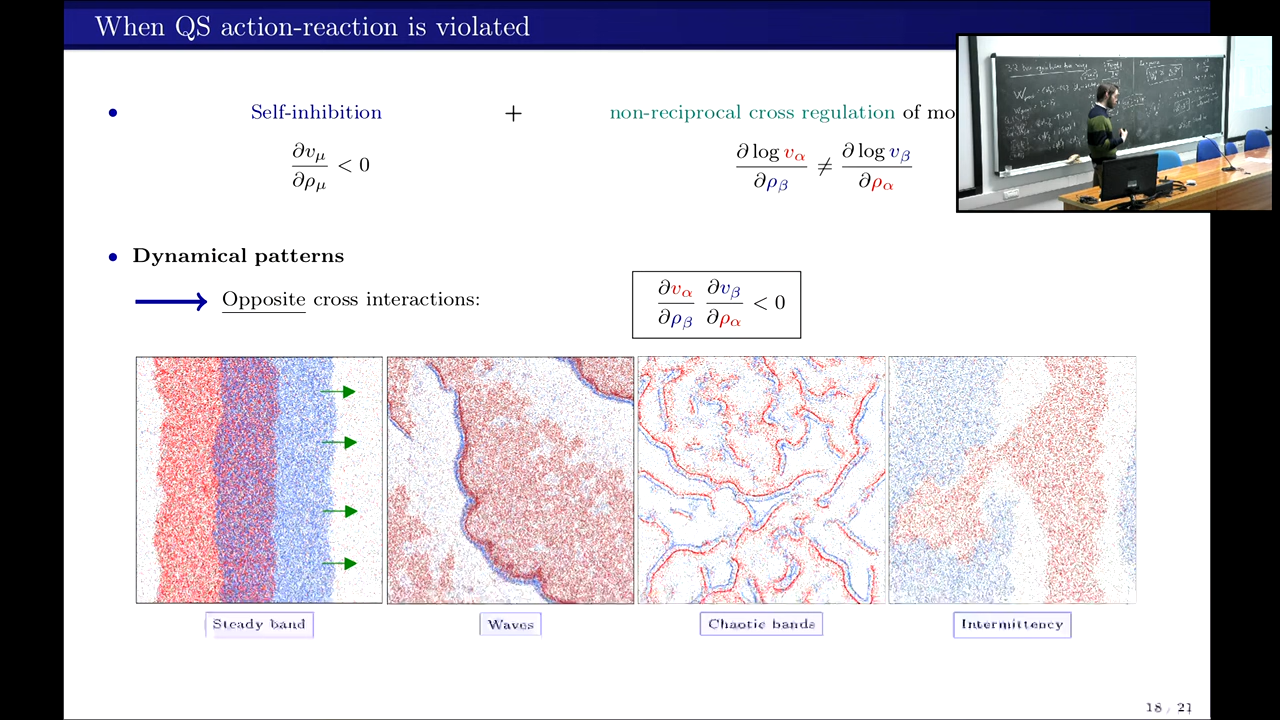 When QS action-reaction is violated
• Self-inhibition + non-reciprocal cross regulation of mo
∂v_μ/∂ρ_μ < 0 ∂ log v_α/∂ρ_β ≠ ∂ log v_β/∂ρ_α
• Dynamical patterns
Opposite cross interactions: ∂v_α/∂ρ_β ∂v_β/∂ρ_α < 0
Steady band Waves Chaotic bands Intermittency
18 / 21